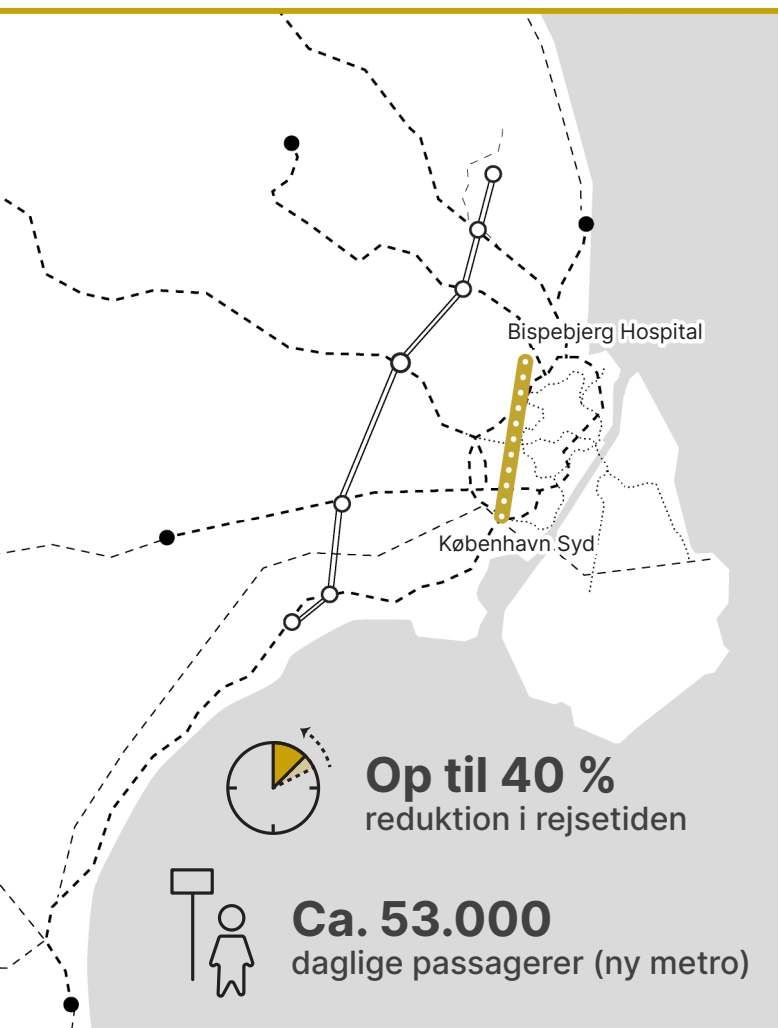 Bispebjerg Hospital
København Syd
Op til 40 %
reduktion i rejsetiden
Ca. 53.000
daglige passagerer (ny metro)